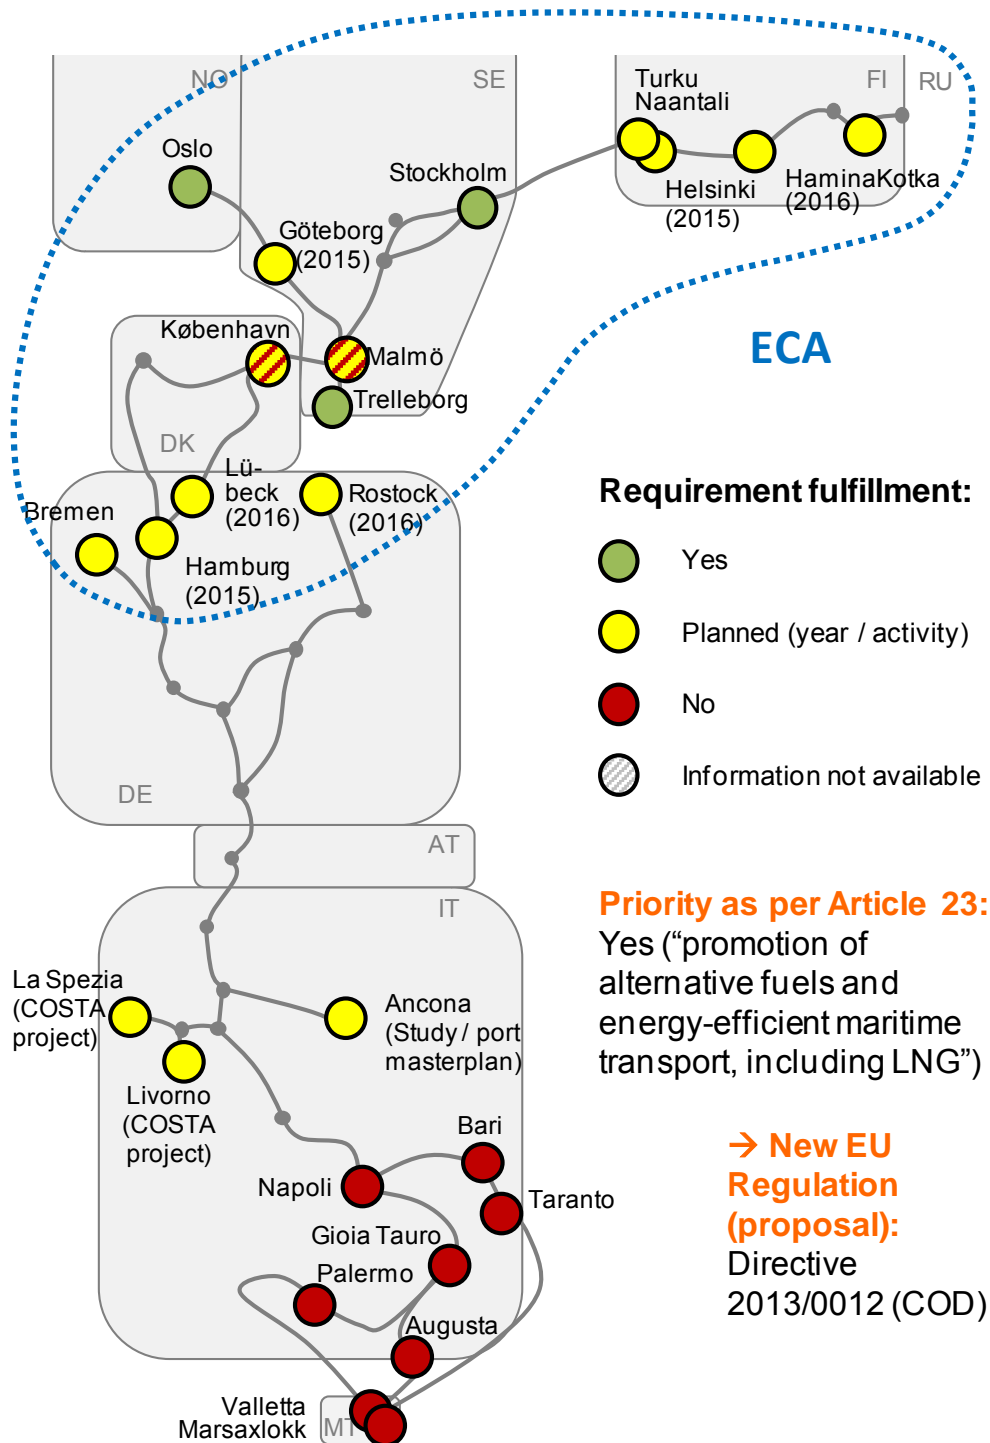 NO
SE
FI
RU
Turku
Naantali
Oslo
Stockholm
Helsinki
(2015)
HaminaKotka
(2016)
Göteborg
(2015)
København
Malmö
Trelleborg
ECA
DK
Lü-
beck
(2016)
Rostock
(2016)
Bremen
Hamburg
(2015)
DE
Requirement fulfillment:
Yes
Planned (year / activity)
No
Information not available
AT
IT
Priority as per Article 23:
Yes (“promotion of
alternative fuels and
energy-efficient maritime
transport, including LNG”)
La Spezia
(COSTA
project)
Ancona
(Study / port
masterplan)
Livorno
(COSTA
project)
Bari
Napoli
Taranto
Gioia Tauro
Palermo
Augusta
→ New EU
Regulation
(proposal):
Directive
2013/0012 (COD)
Valletta
Marsaxlokk
MT